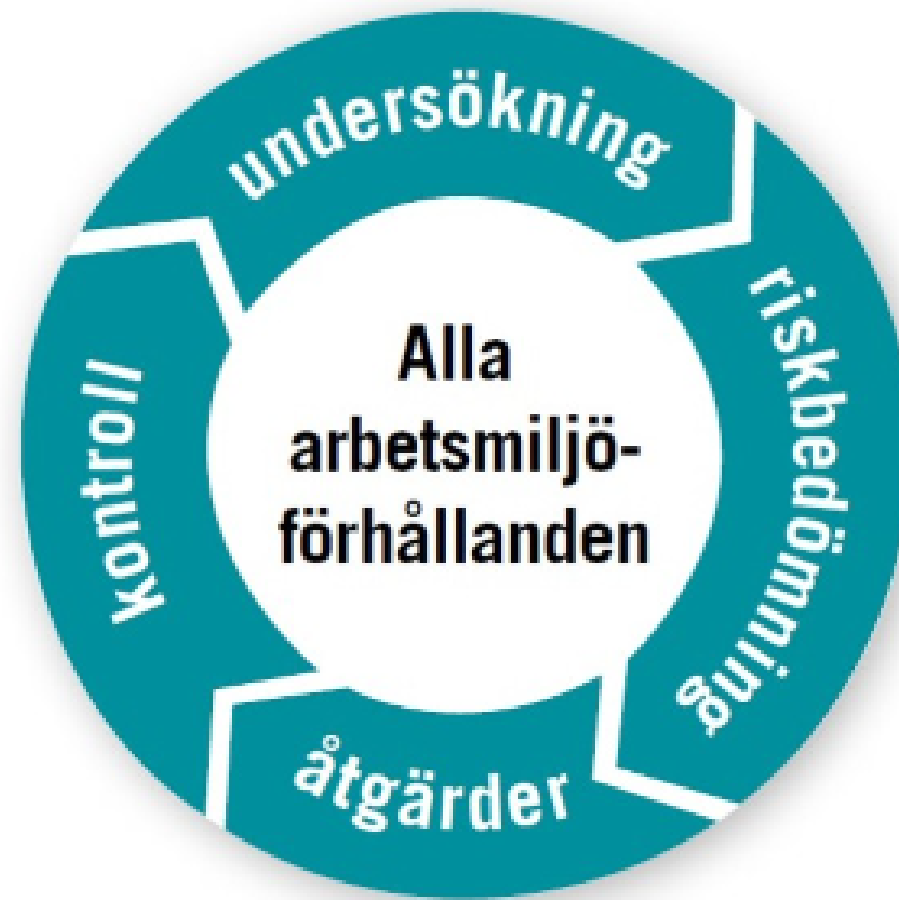 undersökning
riskbedömning
åtgärder
kontroll
Alla
arbetsmiljö-
förhållanden